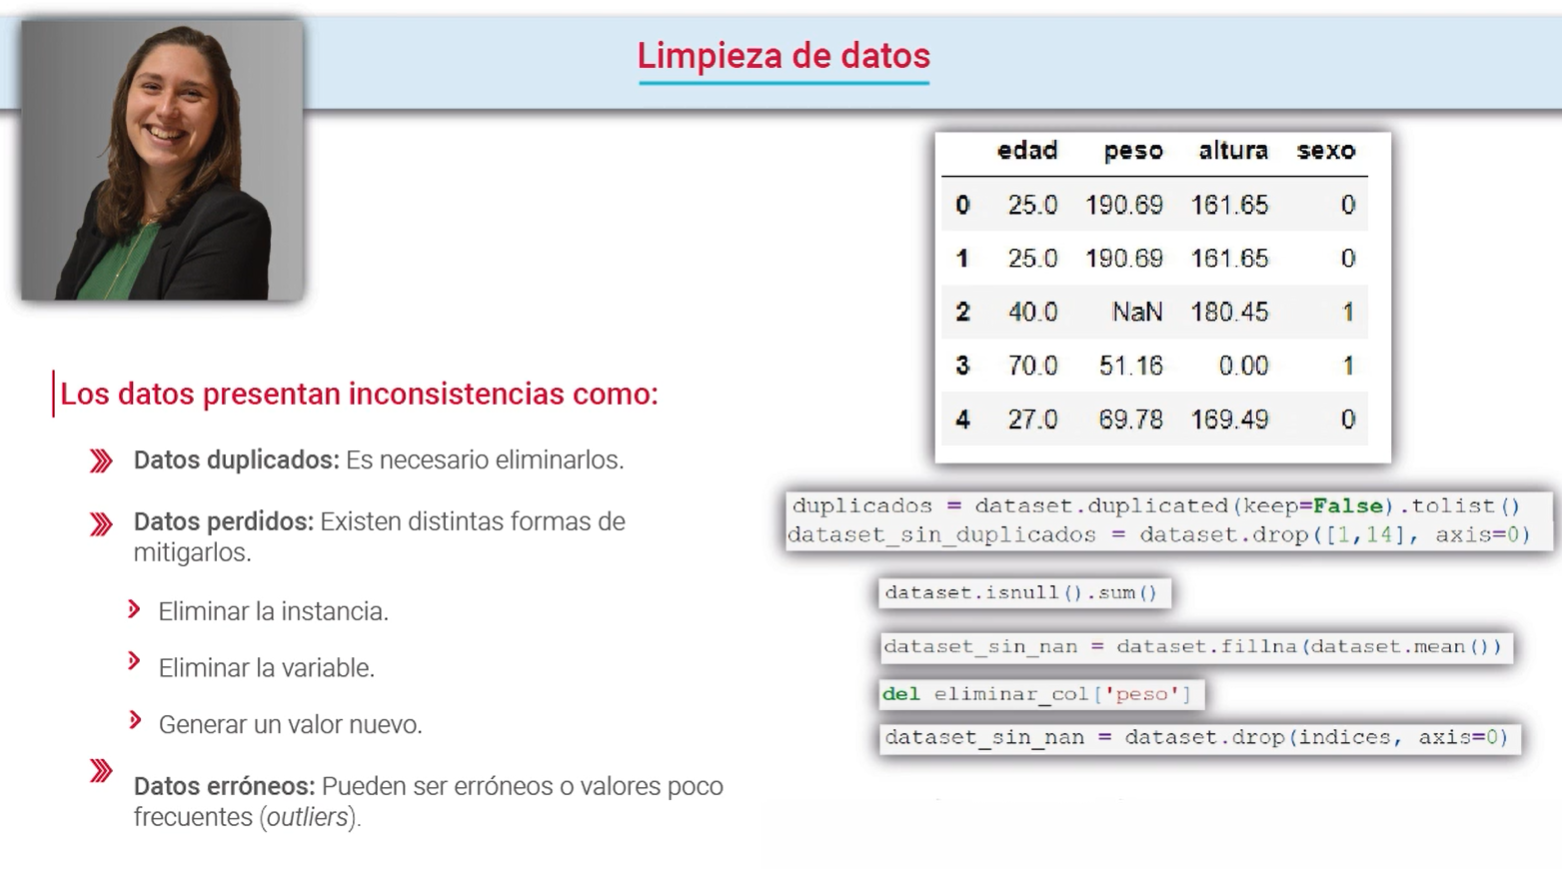 Limpieza de datos
edad peso altura sexo
0 25.0 190.69 161.65 0
1 25.0 190.69 161.65 0
2 40.0 NaN 180.45 1
3 70.0 51.16 0.00 1
4 27.0 69.78 169.49 0
Los datos presentan inconsistencias como:
Datos duplicados: Es necesario eliminarlos.
Datos perdidos: Existen distintas formas de
mitigarlos.
Eliminar la instancia.
Eliminar la variable.
Generar un valor nuevo.
Datos erróneos: Pueden ser erróneos o valores poco
frecuentes (outliers).
duplicados = dataset.duplicated(keep=False).tolist()
dataset_sin_duplicados = dataset.drop([1,14], axis=0)
dataset.isnull().sum()
dataset_sin_nan = dataset.fillna(dataset.mean())
del eliminar_col['peso']
dataset_sin_nan = dataset.drop(indices, axis=0)